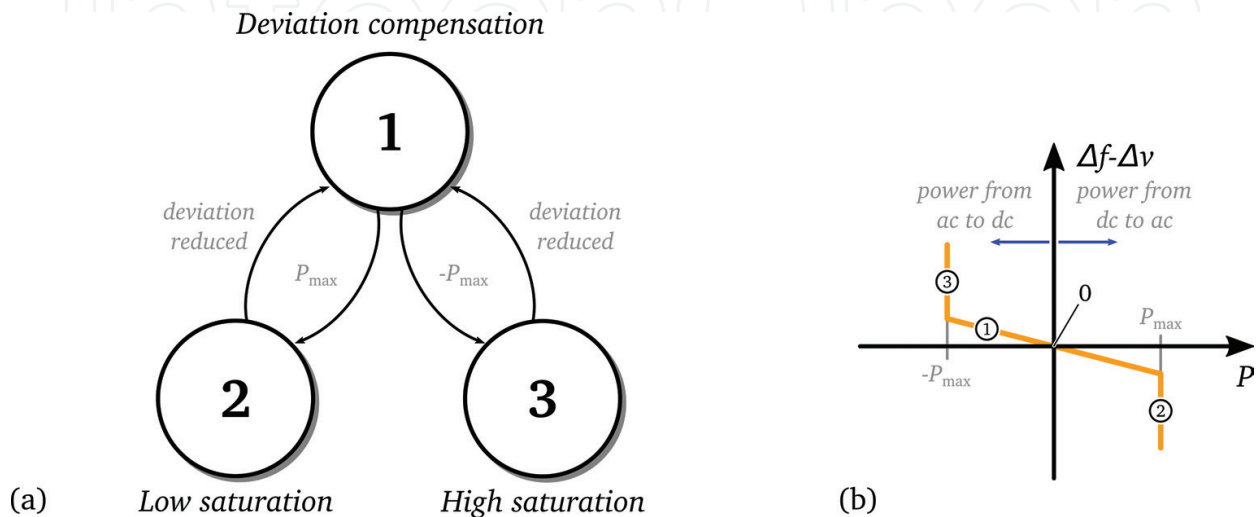 Deviation compensation
1
deviation
reduced
P_max
-P_max
deviation
reduced
2
3
(a)
Low saturation
High saturation
Δf-Δv
power from
ac to dc
power from
dc to ac
3
0
1
P_max
-P_max
P
2
(b)